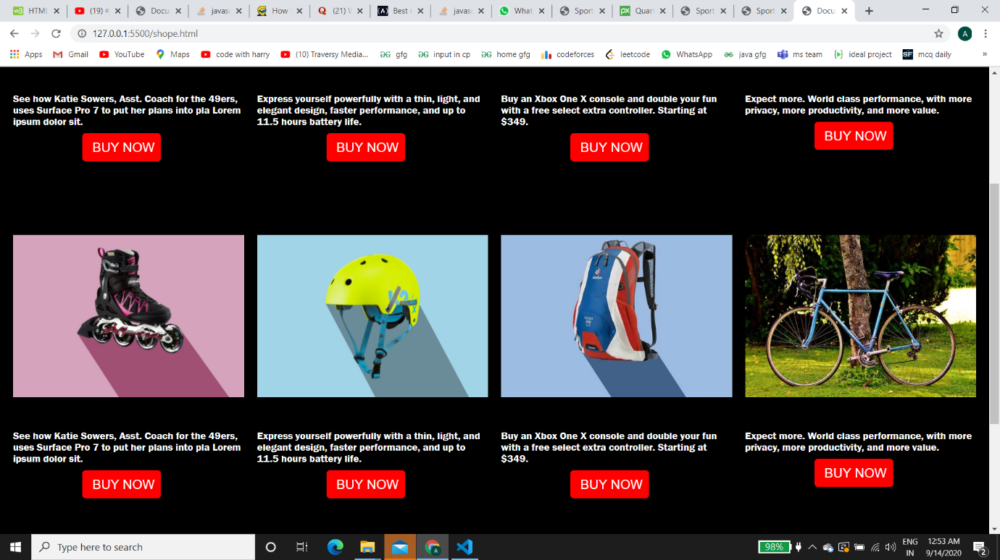 HTML
(19) #
Docu
javasc
How
(21) V
Best
javasc
What
Sport
Quar
Sport
Sport
Docu
127.0.0.1:5500/shope.html
A
Apps
Gmail
YouTube
Maps
code with harry
(10) Traversy Media...
gfg
input in cp
home gfg
codeforces
leetcode
WhatsApp
java gfg
ms team
ideal project
SF
mcq daily
»
See how Katie Sowers, Asst. Coach for the 49ers,
uses Surface Pro 7 to put her plans into pla Lorem
ipsum dolor sit.
BUY NOW
Express yourself powerfully with a thin, light, and
elegant design, faster performance, and up to
11.5 hours battery life.
BUY NOW
Buy an Xbox One X console and double your fun
with a free select extra controller. Starting at
$349.
BUY NOW
Expect more. World class performance, with more
privacy, more productivity, and more value.
BUY NOW
deuter
See how Katie Sowers, Asst. Coach for the 49ers,
uses Surface Pro 7 to put her plans into pla Lorem
ipsum dolor sit.
BUY NOW
Express yourself powerfully with a thin, light, and
elegant design, faster performance, and up to
11.5 hours battery life.
BUY NOW
Buy an Xbox One X console and double your fun
with a free select extra controller. Starting at
$349.
BUY NOW
Expect more. World class performance, with more
privacy, more productivity, and more value.
BUY NOW
Type here to search
98%
ENG
IN
12:53 AM
9/14/2020
2